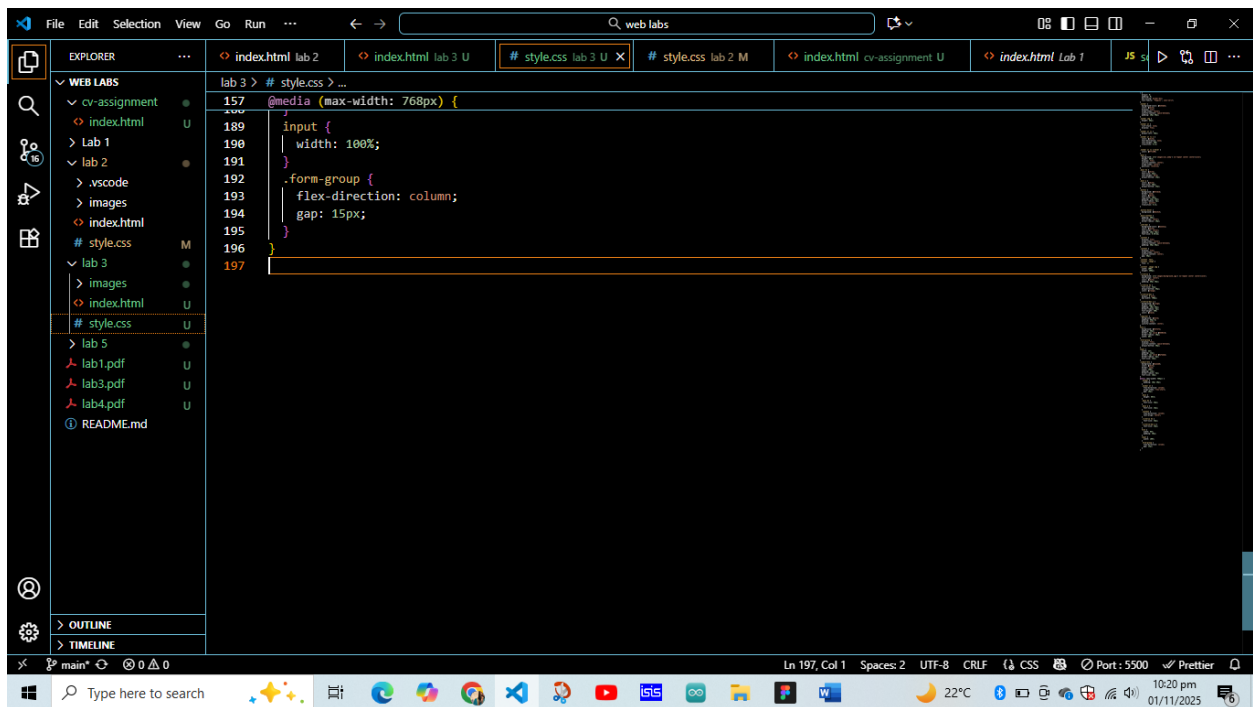 File Edit Selection View Go Run ··· web labs
EXPLORER ···
index.html lab 2 index.html lab 3 U # style.css lab 3 U # style.css lab 2 M index.html cv-assignment U index.html Lab 1 JS
WEB LABS
lab 3 > # style.css > ...
cv-assignment
index.html U
Lab 1
lab 2
.vscode
images
index.html
# style.css M
lab 3
images
index.html U
# style.css U
lab 5
lab1.pdf U
lab3.pdf U
lab4.pdf U
README.md
157 @media (max-width: 768px) {
189 input {
190 width: 100%;
191 }
192 .form-group {
193 flex-direction: column;
194 gap: 15px;
195 }
196 }
197
16
OUTLINE
TIMELINE
main* 0 0 Ln 197, Col 1 Spaces: 2 UTF-8 CRLF CSS Port : 5500 Prettier
Type here to search isis 22°C 10:20 pm
01/11/2025 6